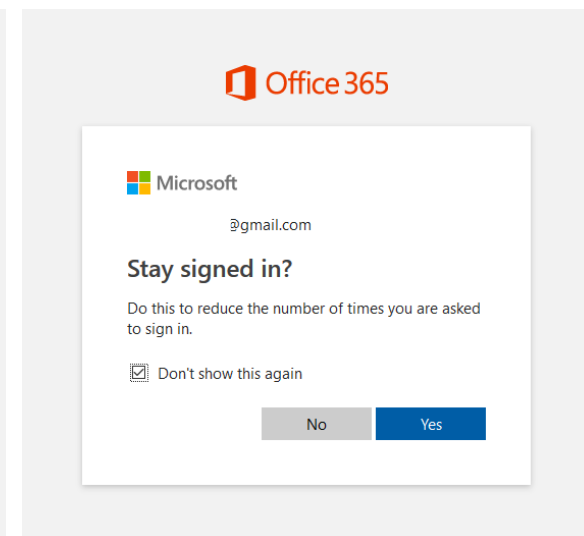 Office 365
Microsoft
@gmail.com
Stay signed in?
Do this to reduce the number of times you are asked
to sign in.
Don't show this again
No
Yes